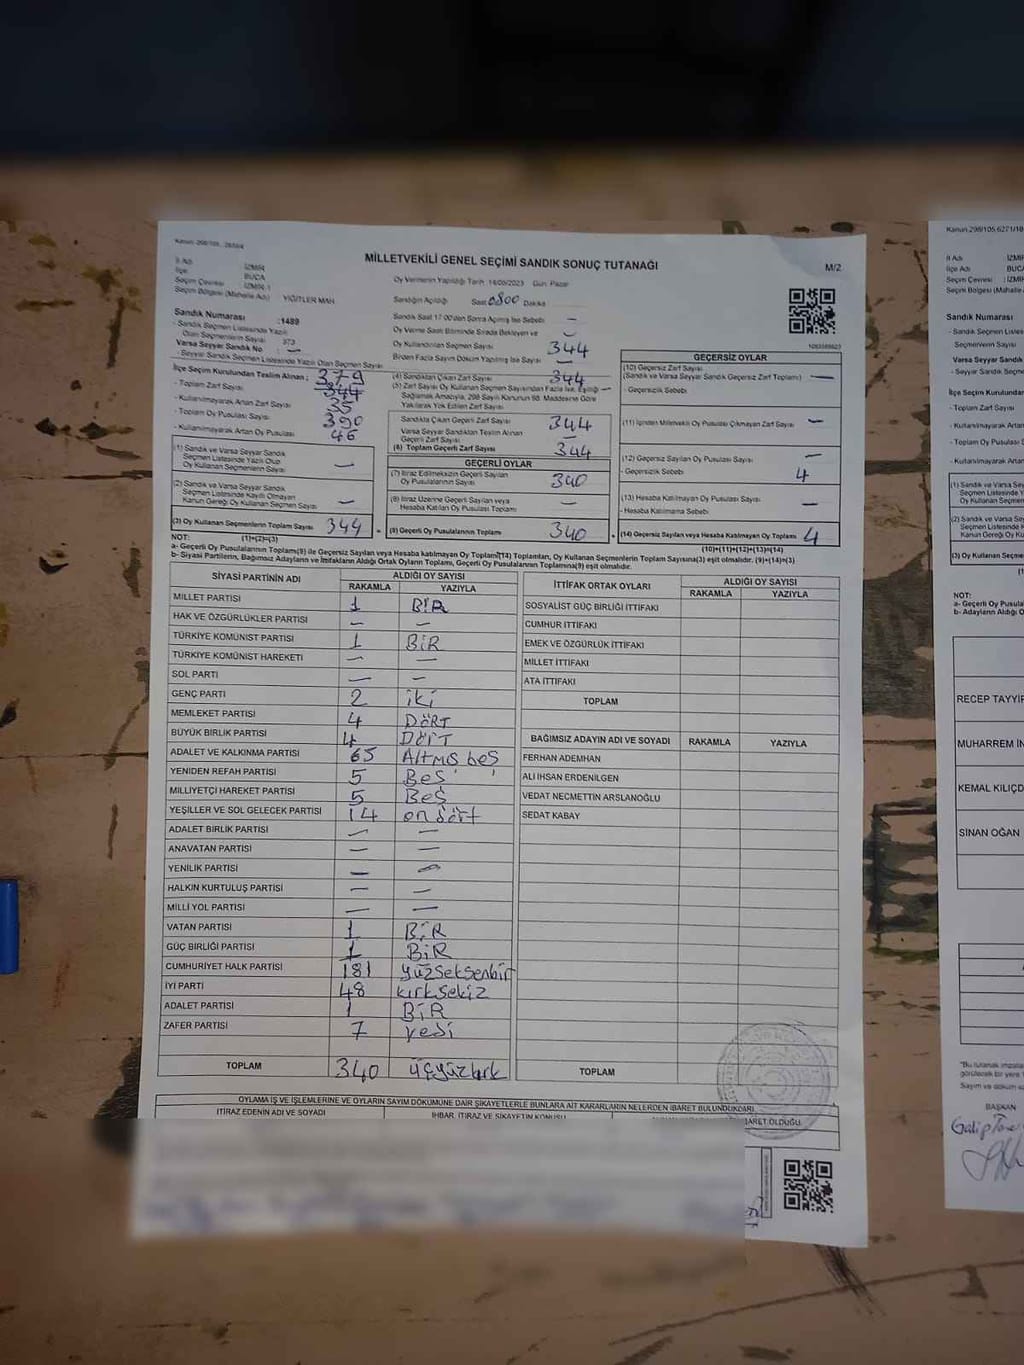 MİLLETVEKİLİ GENEL SEÇİMİ SANDIK SONUÇ TUTANAĞI
M/2
İl Adı İZMİR
İlçe BUCA
Seçim Çevresi İZMİR 1
Seçim Bölgesi (Mahalle Adı) YİĞİTLER MAH
Oy Vermenin Yapıldığı Tarih Gün Pazar
Sandığın Açıldığı Saat 0800 Dakika
Sandık Numarası :1489
- Sandık Seçmen Listesinde Yazılı
Olan Seçmenlerin Sayısı 373
Varsa Seyyar Sandık No —
- Seyyar Sandık Seçmen Listesinde Yazılı Olan Seçmen Sayısı
Sandık Saat 17:00'den Sonra Açılmış İse Sebebi —
Oy Verme Saati Bitiminde Sırada Bekleyen ve
Oy Kullandırılan Seçmen Sayısı 344
Birden Fazla Sayım Döküm Yapılmış İse Sayısı —
İlçe Seçim Kurulundan Teslim Alınan : 379
- Toplam Zarf Sayısı 344
- Kullanılmayarak Artan Zarf Sayısı 35
- Toplam Oy Pusulası Sayısı 390
- Kullanılmayarak Artan Oy Pusulası 46
(1) Sandık ve Varsa Seyyar Sandık
Seçmen Listesinde Yazılı Olup
Oy Kullanan Seçmenlerin Sayısı —
(2) Sandık ve Varsa Seyyar Sandık
Seçmen Listesinde Kayıtlı Olmayan
Kanun Gereği Oy Kullanan Seçmen Sayısı —
(3) Oy Kullanan Seçmenlerin Toplam Sayısı 344
(4) Sandıktan Çıkan Zarf Sayısı 344
(5) Zarf Sayısı Oy Kullanan Seçmen Sayısından Fazla İse, Eşitliği —
Sağlamak Amacıyla, 298 Sayılı Kanunun 98. Maddesine Göre
Yakılarak Yok Edilen Zarf Sayısı
Sandıkta Çıkan Geçerli Zarf Sayısı 344
Varsa Seyyar Sandıktan Teslim Alınan
Geçerli Zarf Sayısı —
(6) Toplam Geçerli Zarf Sayısı 344
GEÇERLİ OYLAR
(7) İtiraz Edilmeksizin Geçerli Sayılan
Oy Pusulalarının Sayısı 340
(8) İtiraz Üzerine Geçerli Sayılan veya
Hesaba Katılan Oy Pusulası Toplamı —
(9) Geçerli Oy Pusulalarının Toplamı 340
GEÇERSİZ OYLAR
(10) Geçersiz Zarf Sayısı
(Sandık ve Varsa Seyyar Sandık Geçersiz Zarf Toplamı) —
- Geçersizlik Sebebi
(11) İçinden Milletvekili Oy Pusulası Çıkmayan Zarf Sayısı —
(12) Geçersiz Sayılan Oy Pusulası Sayısı —
- Geçersizlik Sebebi 4
(13) Hesaba Katılmayan Oy Pusulası Sayısı —
- Hesaba Katılmama Sebebi
(14) Geçersiz Sayılan veya Hesaba Katılmayan Oy Toplamı 4
NOT: (1)+(2)=(3) (10)+(11)+(12)+(13)=(14)
a- Geçerli Oy Pusulalarının Toplamı(9) ile Geçersiz Sayılan veya Hesaba katılmayan Oy Toplamı(14) Toplamları, Oy Kullanan Seçmenlerin Toplam Sayısına(3) eşit olmalıdır. (9)+(14)=(3)
b- Siyasi Partilerin, Bağımsız Adayların ve İttifakların Aldığı Ortak Oyların Toplamı, Geçerli Oy Pusulalarının Toplamına(9) eşit olmalıdır.
SİYASİ PARTİNİN ADI ALDIĞI OY SAYISI
RAKAMLA YAZIYLA
MİLLET PARTİSİ 1 BİR
HAK VE ÖZGÜRLÜKLER PARTİSİ — —
TÜRKİYE KOMÜNİST PARTİSİ 1 BİR
TÜRKİYE KOMÜNİST HAREKETİ — —
SOL PARTİ — —
GENÇ PARTİ 2 iki
MEMLEKET PARTİSİ 4 DÖRT
BÜYÜK BİRLİK PARTİSİ 4 DÖRT
ADALET VE KALKINMA PARTİSİ 65 Altmış beş
YENİDEN REFAH PARTİSİ 5 Beş
MİLLİYETÇİ HAREKET PARTİSİ 5 Beş
YEŞİLLER VE SOL GELECEK PARTİSİ 14 on dört
ADALET BİRLİK PARTİSİ — —
ANAVATAN PARTİSİ — —
YENİLİK PARTİSİ — —
HALKIN KURTULUŞ PARTİSİ — —
MİLLİ YOL PARTİSİ — —
VATAN PARTİSİ 1 BİR
GÜÇ BİRLİĞİ PARTİSİ 1 BİR
CUMHURİYET HALK PARTİSİ 181 yüzseksenbir
İYİ PARTİ 48 kırksekiz
ADALET PARTİSİ 1 BİR
ZAFER PARTİSİ 7 yedi
TOPLAM 340 üçyüzkırk
İTTİFAK ORTAK OYLARI ALDIĞI OY SAYISI
RAKAMLA YAZIYLA
SOSYALİST GÜÇ BİRLİĞİ İTTİFAKI
CUMHUR İTTİFAKI
EMEK VE ÖZGÜRLÜK İTTİFAKI
MİLLET İTTİFAKI
ATA İTTİFAKI
TOPLAM
BAĞIMSIZ ADAYIN ADI VE SOYADI RAKAMLA YAZIYLA
FERHAN ADEMHAN
ALİ İHSAN ERDENİLGEN
VEDAT NECMETTİN ARSLANOĞLU
SEDAT KABAY
TOPLAM
OYLAMA İŞ VE İŞLEMLERİNE VE OYLARIN SAYIM DÖKÜMÜNE DAİR ŞİKAYETLERLE BUNLARA AİT KARARLARIN NELERDEN İBARET BULUNDUKLARI
İTİRAZ EDENİN ADI VE SOYADI İHBAR, İTİRAZ VE ŞİKAYETİN KONUSU
İl Adı
İlçe Adı
Seçim Çevresi
Sandık Numarası
RECEP TAYYİP
MUHARREM İN
KEMAL KILIÇD
SİNAN OĞAN
BAŞKAN
Galip